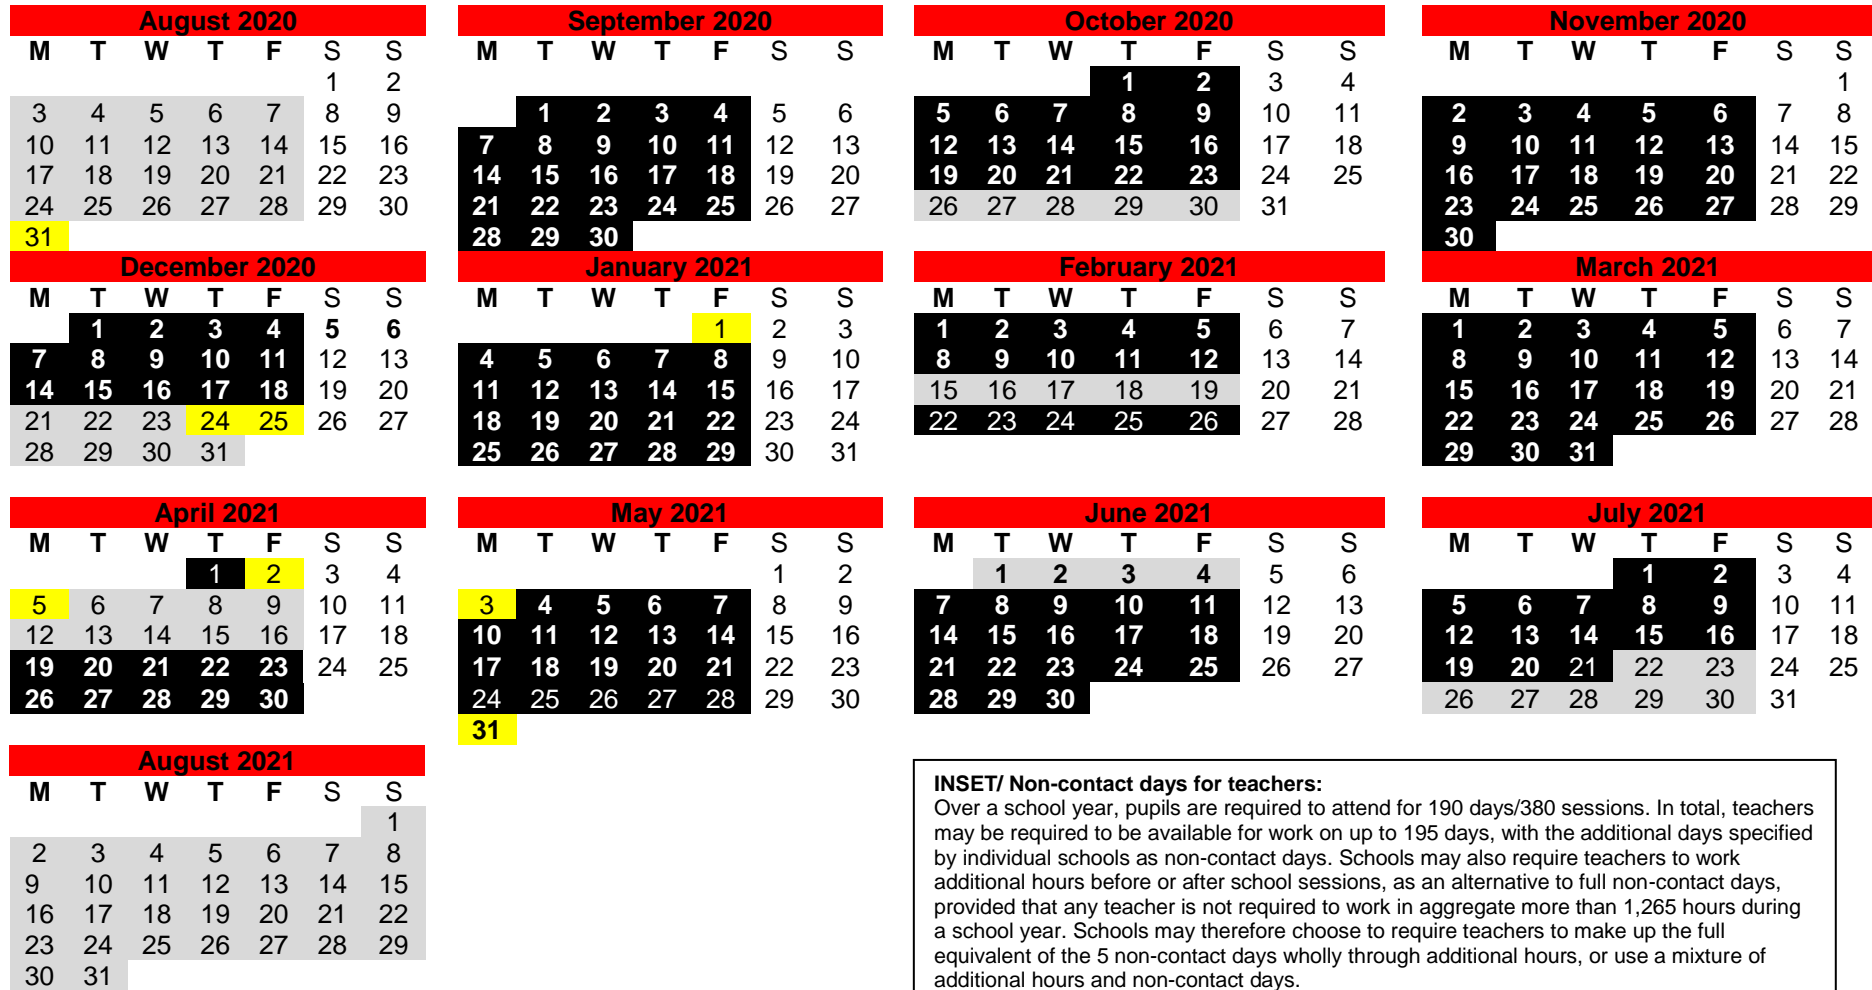 August 2020
M T W T F S S
1 2
3 4 5 6 7 8 9
10 11 12 13 14 15 16
17 18 19 20 21 22 23
24 25 26 27 28 29 30
31
September 2020
M T W T F S S
1 2 3 4 5 6
7 8 9 10 11 12 13
14 15 16 17 18 19 20
21 22 23 24 25 26 27
28 29 30
October 2020
M T W T F S S
1 2 3 4
5 6 7 8 9 10 11
12 13 14 15 16 17 18
19 20 21 22 23 24 25
26 27 28 29 30 31
November 2020
M T W T F S S
1
2 3 4 5 6 7 8
9 10 11 12 13 14 15
16 17 18 19 20 21 22
23 24 25 26 27 28 29
30
December 2020
M T W T F S S
1 2 3 4 5 6
7 8 9 10 11 12 13
14 15 16 17 18 19 20
21 22 23 24 25 26 27
28 29 30 31
January 2021
M T W T F S S
1 2 3
4 5 6 7 8 9 10
11 12 13 14 15 16 17
18 19 20 21 22 23 24
25 26 27 28 29 30 31
February 2021
M T W T F S S
1 2 3 4 5 6 7
8 9 10 11 12 13 14
15 16 17 18 19 20 21
22 23 24 25 26 27 28
March 2021
M T W T F S S
1 2 3 4 5 6 7
8 9 10 11 12 13 14
15 16 17 18 19 20 21
22 23 24 25 26 27 28
29 30 31
April 2021
M T W T F S S
1 2 3 4
5 6 7 8 9 10 11
12 13 14 15 16 17 18
19 20 21 22 23 24 25
26 27 28 29 30
May 2021
M T W T F S S
1 2
3 4 5 6 7 8 9
10 11 12 13 14 15 16
17 18 19 20 21 22 23
24 25 26 27 28 29 30
31
June 2021
M T W T F S S
1 2 3 4 5 6
7 8 9 10 11 12 13
14 15 16 17 18 19 20
21 22 23 24 25 26 27
28 29 30
July 2021
M T W T F S S
1 2 3 4
5 6 7 8 9 10 11
12 13 14 15 16 17 18
19 20 21 22 23 24 25
26 27 28 29 30 31
August 2021
M T W T F S S
1
2 3 4 5 6 7 8
9 10 11 12 13 14 15
16 17 18 19 20 21 22
23 24 25 26 27 28 29
30 31
INSET/ Non-contact days for teachers:
Over a school year, pupils are required to attend for 190 days/380 sessions. In total, teachers
may be required to be available for work on up to 195 days, with the additional days specified
by individual schools as non-contact days. Schools may also require teachers to work
additional hours before or after school sessions, as an alternative to full non-contact days,
provided that any teacher is not required to work in aggregate more than 1,265 hours during
a school year. Schools may therefore choose to require teachers to make up the full
equivalent of the 5 non-contact days wholly through additional hours, or use a mixture of
additional hours and non-contact days.